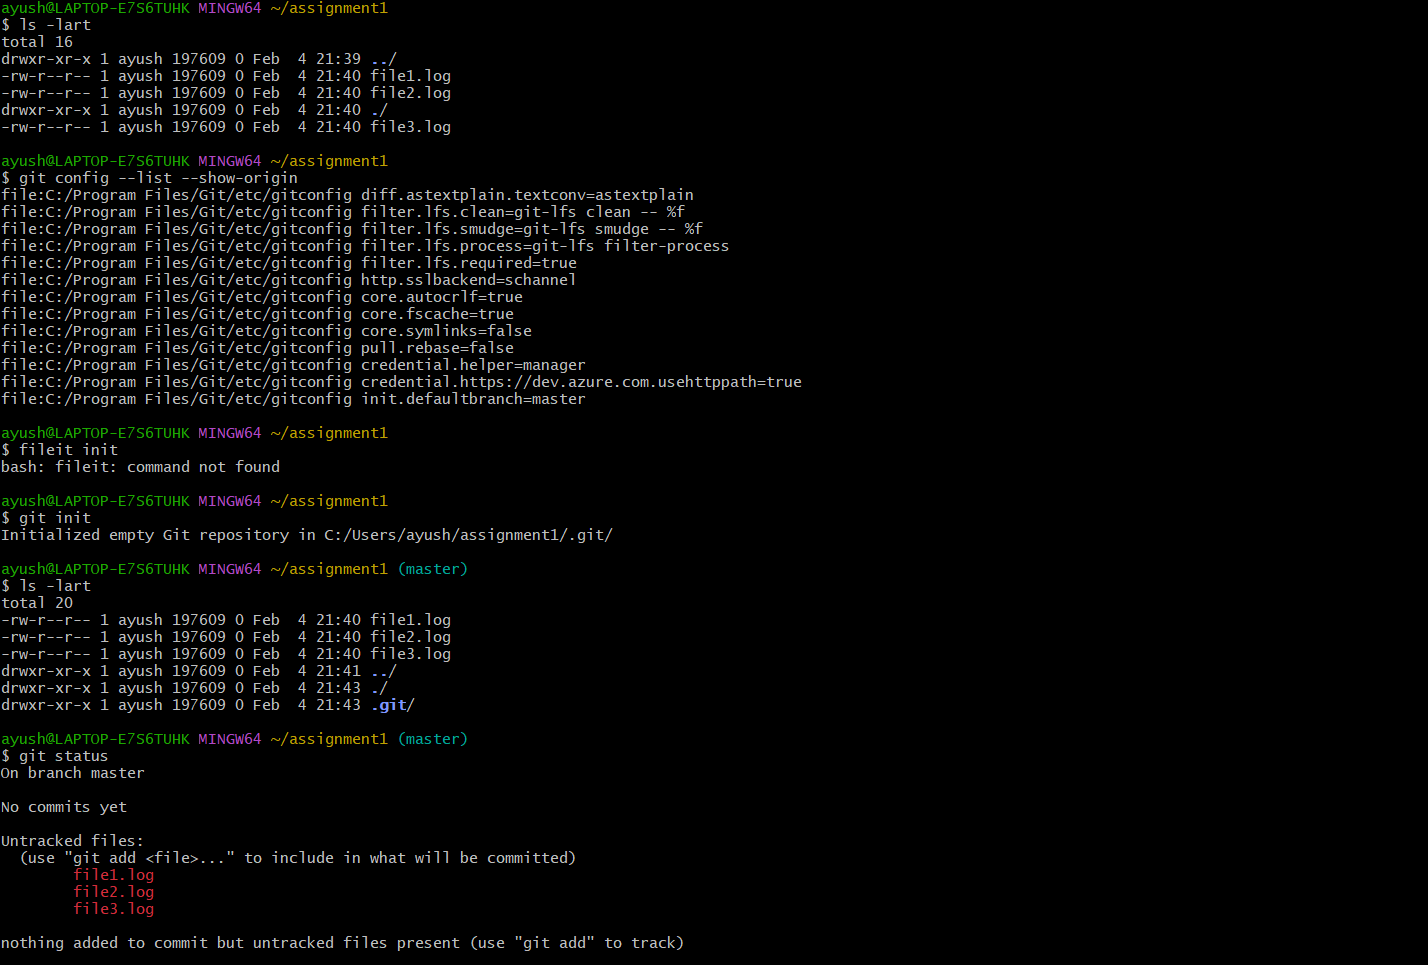 ayush@LAPTOP-E7S6TUHK MINGW64 ~/assignment1
$ ls -lart
total 16
drwxr-xr-x 1 ayush 197609 0 Feb  4 21:39 ../
-rw-r--r-- 1 ayush 197609 0 Feb  4 21:40 file1.log
-rw-r--r-- 1 ayush 197609 0 Feb  4 21:40 file2.log
drwxr-xr-x 1 ayush 197609 0 Feb  4 21:40 ./
-rw-r--r-- 1 ayush 197609 0 Feb  4 21:40 file3.log

ayush@LAPTOP-E7S6TUHK MINGW64 ~/assignment1
$ git config --list --show-origin
file:C:/Program Files/Git/etc/gitconfig diff.astextplain.textconv=astextplain
file:C:/Program Files/Git/etc/gitconfig filter.lfs.clean=git-lfs clean -- %f
file:C:/Program Files/Git/etc/gitconfig filter.lfs.smudge=git-lfs smudge -- %f
file:C:/Program Files/Git/etc/gitconfig filter.lfs.process=git-lfs filter-process
file:C:/Program Files/Git/etc/gitconfig filter.lfs.required=true
file:C:/Program Files/Git/etc/gitconfig http.sslbackend=schannel
file:C:/Program Files/Git/etc/gitconfig core.autocrlf=true
file:C:/Program Files/Git/etc/gitconfig core.fscache=true
file:C:/Program Files/Git/etc/gitconfig core.symlinks=false
file:C:/Program Files/Git/etc/gitconfig pull.rebase=false
file:C:/Program Files/Git/etc/gitconfig credential.helper=manager
file:C:/Program Files/Git/etc/gitconfig credential.https://dev.azure.com.usehttppath=true
file:C:/Program Files/Git/etc/gitconfig init.defaultbranch=master

ayush@LAPTOP-E7S6TUHK MINGW64 ~/assignment1
$ fileit init
bash: fileit: command not found

ayush@LAPTOP-E7S6TUHK MINGW64 ~/assignment1
$ git init
Initialized empty Git repository in C:/Users/ayush/assignment1/.git/

ayush@LAPTOP-E7S6TUHK MINGW64 ~/assignment1 (master)
$ ls -lart
total 20
-rw-r--r-- 1 ayush 197609 0 Feb  4 21:40 file1.log
-rw-r--r-- 1 ayush 197609 0 Feb  4 21:40 file2.log
-rw-r--r-- 1 ayush 197609 0 Feb  4 21:40 file3.log
drwxr-xr-x 1 ayush 197609 0 Feb  4 21:41 ../
drwxr-xr-x 1 ayush 197609 0 Feb  4 21:43 ./
drwxr-xr-x 1 ayush 197609 0 Feb  4 21:43 .git/

ayush@LAPTOP-E7S6TUHK MINGW64 ~/assignment1 (master)
$ git status
On branch master

No commits yet

Untracked files:
  (use "git add <file>..." to include in what will be committed)
        file1.log
        file2.log
        file3.log

nothing added to commit but untracked files present (use "git add" to track)